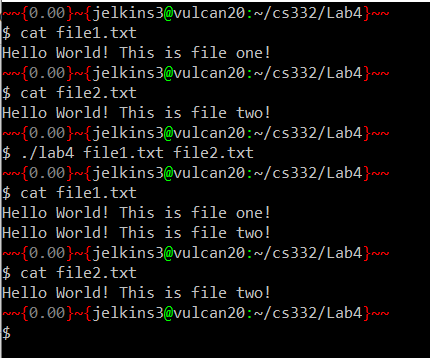 ~~{0.00}~{jelkins3@vulcan20:~/cs332/Lab4}~~
$ cat file1.txt
Hello World! This is file one!
~~{0.00}~{jelkins3@vulcan20:~/cs332/Lab4}~~
$ cat file2.txt
Hello World! This is file two!
~~{0.00}~{jelkins3@vulcan20:~/cs332/Lab4}~~
$ ./lab4 file1.txt file2.txt
~~{0.00}~{jelkins3@vulcan20:~/cs332/Lab4}~~
$ cat file1.txt
Hello World! This is file one!
Hello World! This is file two!
~~{0.00}~{jelkins3@vulcan20:~/cs332/Lab4}~~
$ cat file2.txt
Hello World! This is file two!
~~{0.00}~{jelkins3@vulcan20:~/cs332/Lab4}~~
$